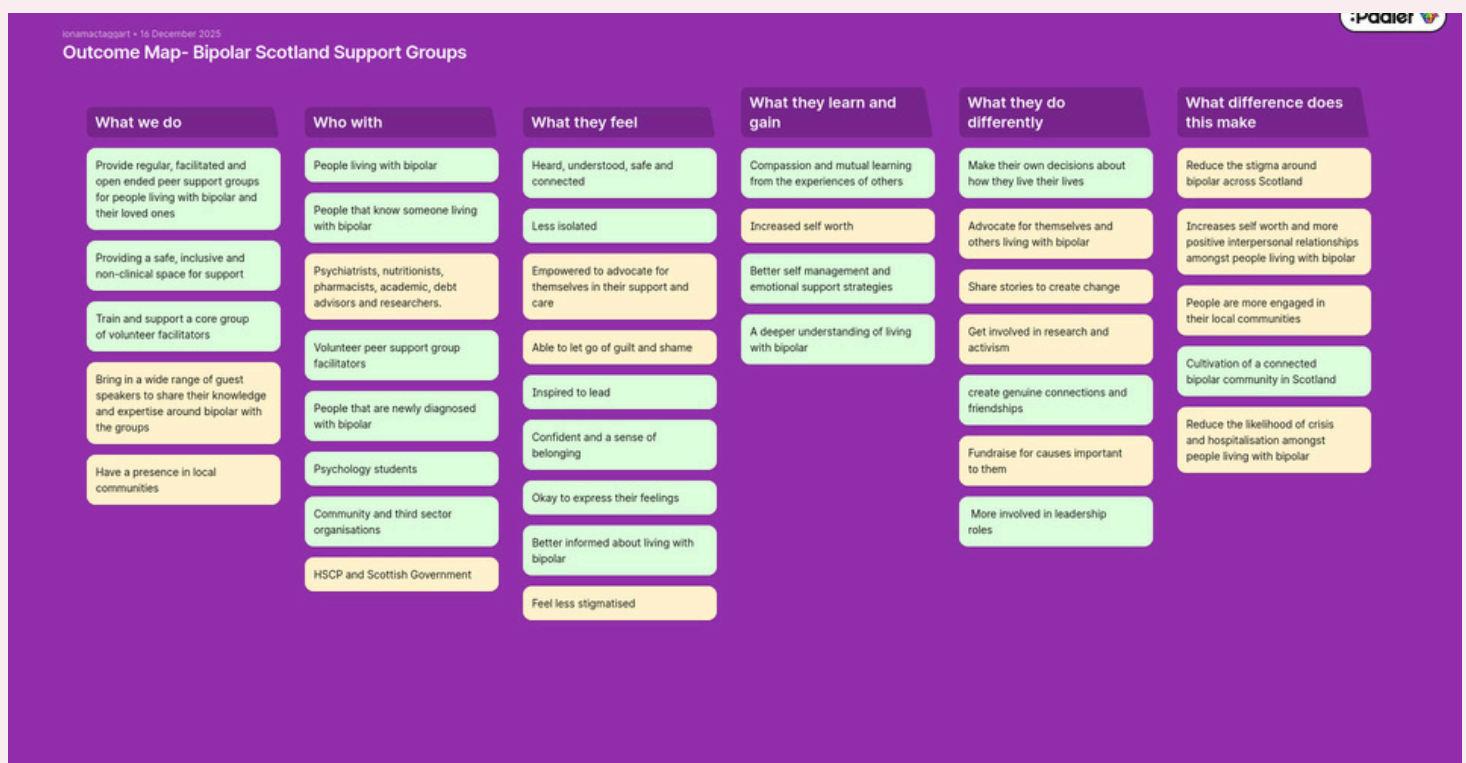 :Padlet
ionamactaggart • 16 December 2025
Outcome Map- Bipolar Scotland Support Groups
What we do
Provide regular, facilitated and
open ended peer support groups
for people living with bipolar and
their loved ones
Providing a safe, inclusive and
non-clinical space for support
Train and support a core group
of volunteer facilitators
Bring in a wide range of guest
speakers to share their knowledge
and expertise around bipolar with
the groups
Have a presence in local
communities
Who with
People living with bipolar
People that know someone living
with bipolar
Psychiatrists, nutritionists,
pharmacists, academic, debt
advisors and researchers.
Volunteer peer support group
facilitators
People that are newly diagnosed
with bipolar
Psychology students
Community and third sector
organisations
HSCP and Scottish Government
What they feel
Heard, understood, safe and
connected
Less isolated
Empowered to advocate for
themselves in their support and
care
Able to let go of guilt and shame
Inspired to lead
Confident and a sense of
belonging
Okay to express their feelings
Better informed about living with
bipolar
Feel less stigmatised
What they learn and
gain
Compassion and mutual learning
from the experiences of others
Increased self worth
Better self management and
emotional support strategies
A deeper understanding of living
with bipolar
What they do
differently
Make their own decisions about
how they live their lives
Advocate for themselves and
others living with bipolar
Share stories to create change
Get involved in research and
activism
create genuine connections and
friendships
Fundraise for causes important
to them
More involved in leadership
roles
What difference does
this make
Reduce the stigma around
bipolar across Scotland
Increases self worth and more
positive interpersonal relationships
amongst people living with bipolar
People are more engaged in
their local communities
Cultivation of a connected
bipolar community in Scotland
Reduce the likelihood of crisis
and hospitalisation amongst
people living with bipolar